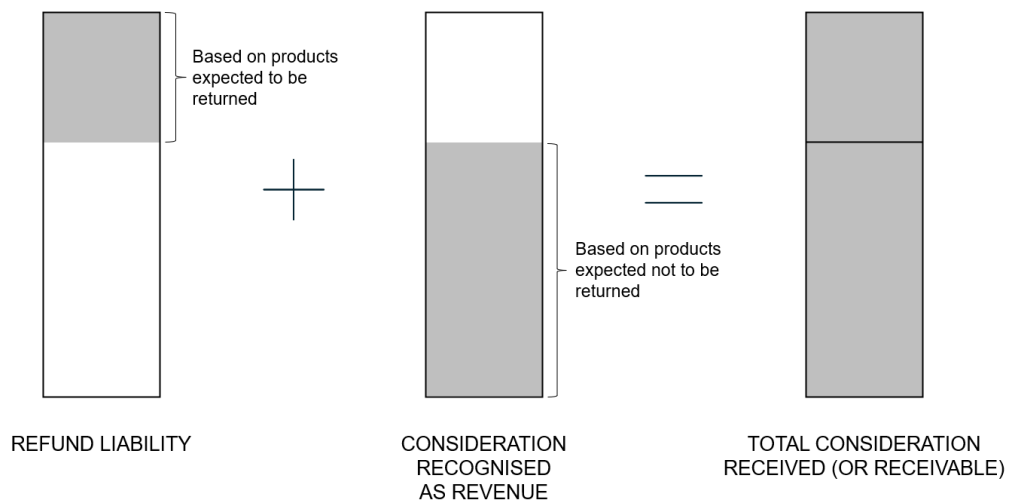 Based on products
expected to be
returned
Based on products
expected not to be
returned
REFUND LIABILITY
CONSIDERATION
RECOGNISED
AS REVENUE
TOTAL CONSIDERATION
RECEIVED (OR RECEIVABLE)